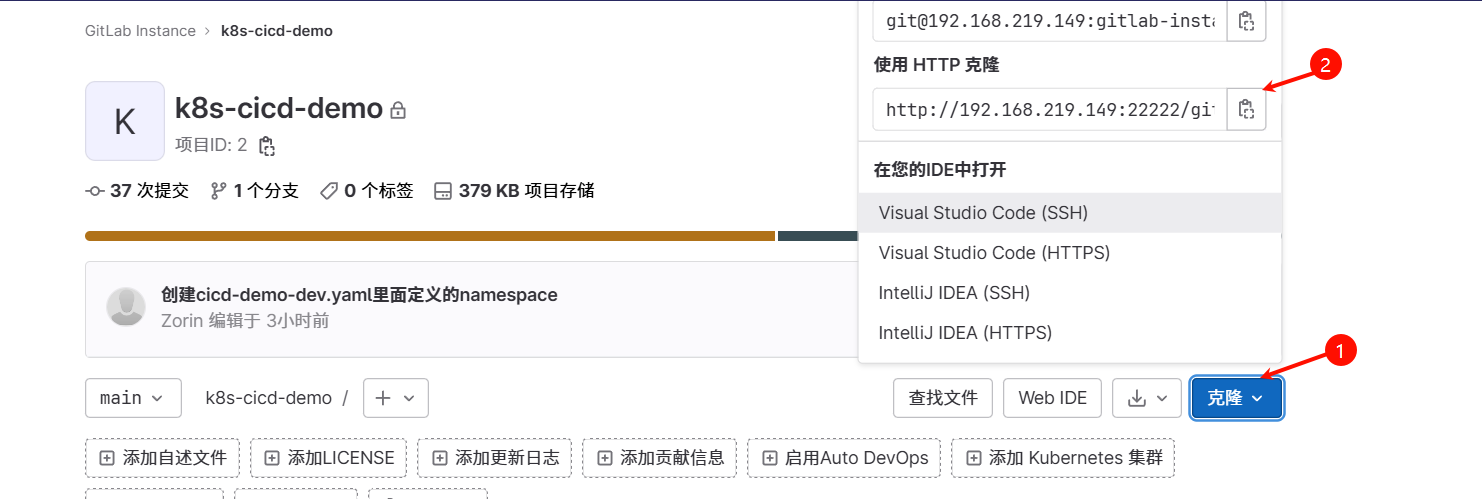 GitLab Instance › k8s-cicd-demo
K
k8s-cicd-demo
项目ID: 2
37 次提交 1 个分支 0 个标签 379 KB 项目存储
创建cicd-demo-dev.yaml里面定义的namespace
Zorin 编辑于 3小时前
git@192.168.219.149:gitlab-insta
使用 HTTP 克隆
2
http://192.168.219.149:22222/git
在您的IDE中打开
Visual Studio Code (SSH)
Visual Studio Code (HTTPS)
IntelliJ IDEA (SSH)
IntelliJ IDEA (HTTPS)
1
main k8s-cicd-demo / 查找文件 Web IDE 克隆
添加自述文件 添加LICENSE 添加更新日志 添加贡献信息 启用Auto DevOps 添加 Kubernetes 集群